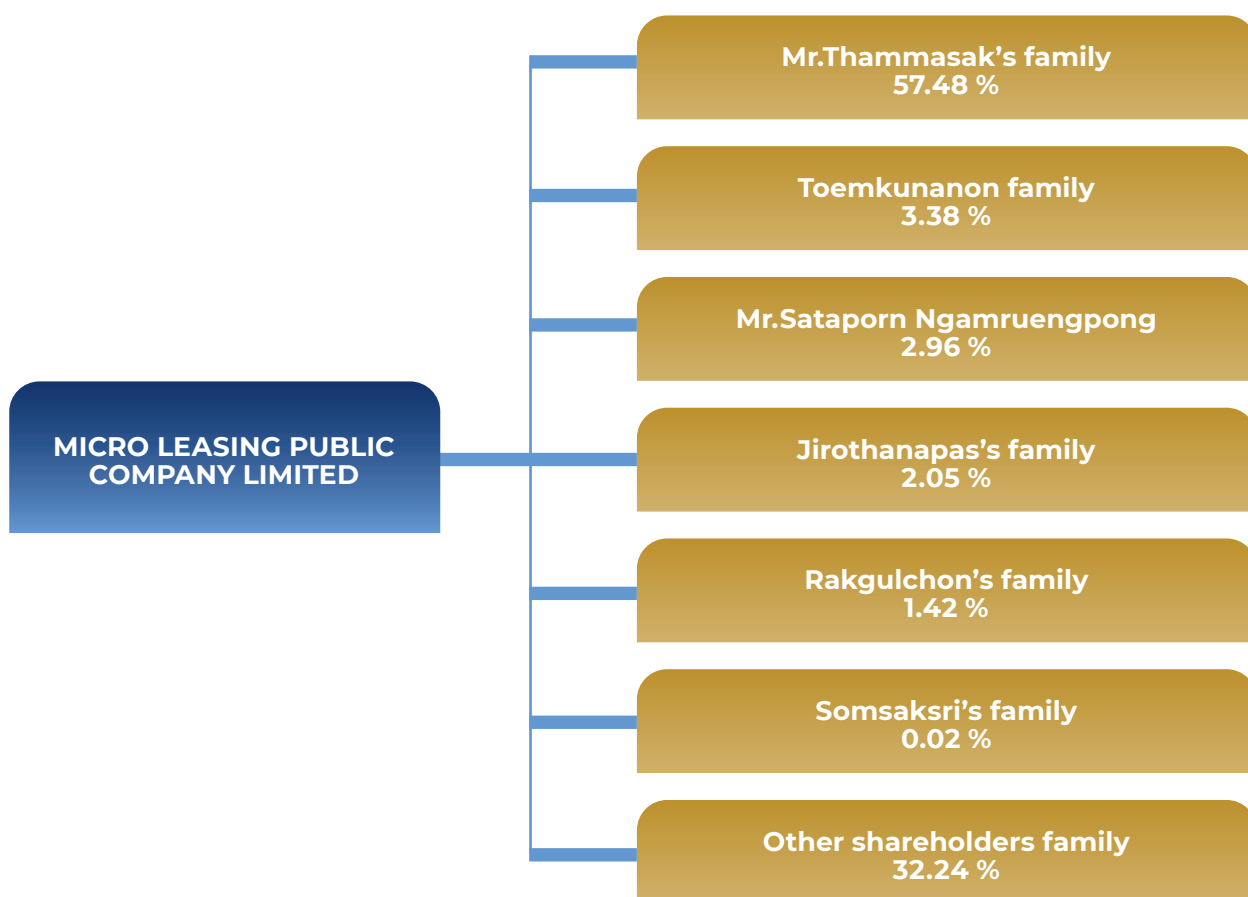 Mr.Thammasak’s family
57.48 %
Toemkunanon family
3.38 %
Mr.Sataporn Ngamruengpong
2.96 %
MICRO LEASING PUBLIC
COMPANY LIMITED
Jirothanapas’s family
2.05 %
Rakgulchon’s family
1.42 %
Somsaksri’s family
0.02 %
Other shareholders family
32.24 %